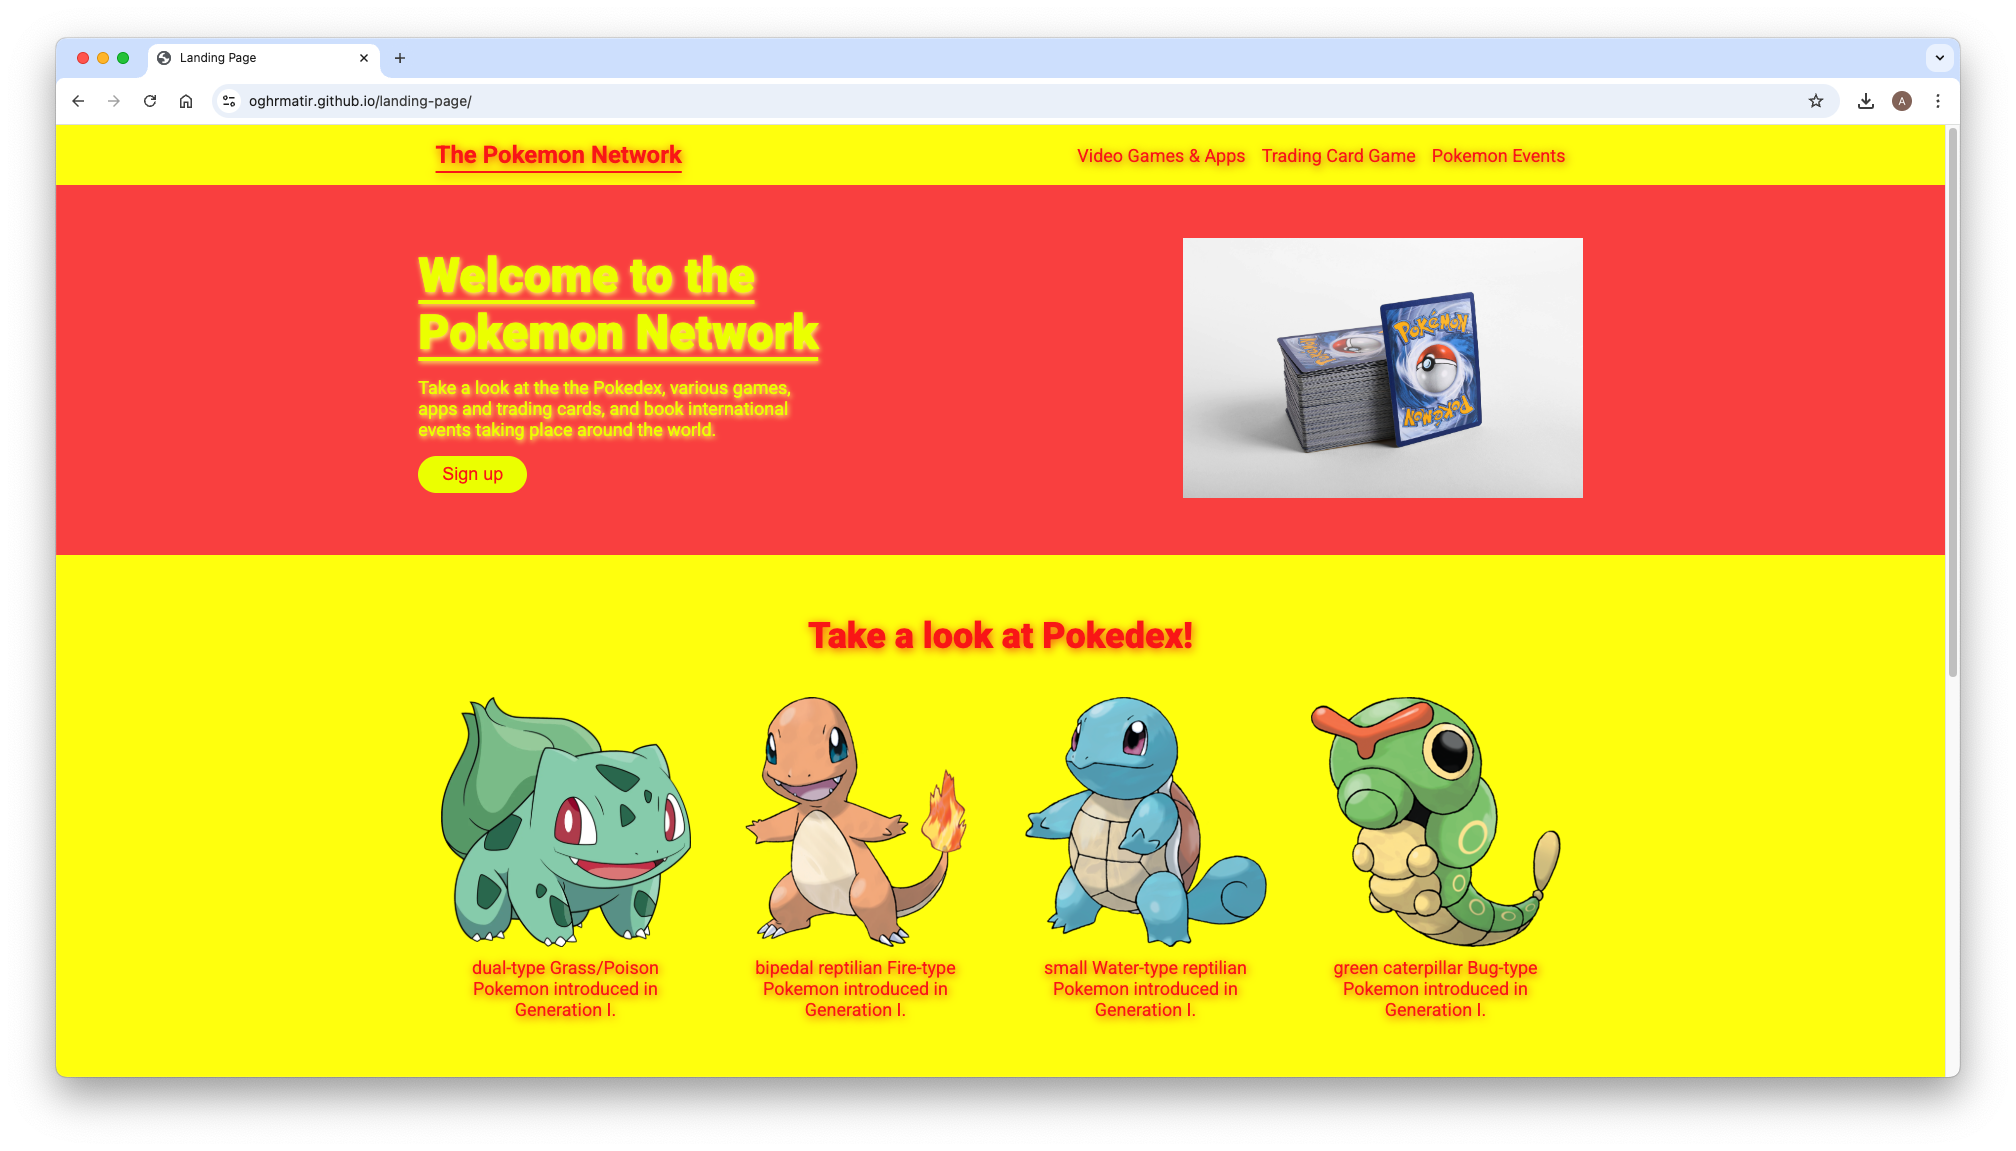 Landing Page
oghrmatir.github.io/landing-page/
A
The Pokemon Network
Video Games & Apps Trading Card Game Pokemon Events
Welcome to the
Pokemon Network
Take a look at the the Pokedex, various games,
apps and trading cards, and book international
events taking place around the world.
Sign up
Pokémon
Pokémon
Pokémon
Take a look at Pokedex!
dual-type Grass/Poison
Pokemon introduced in
Generation I.
bipedal reptilian Fire-type
Pokemon introduced in
Generation I.
small Water-type reptilian
Pokemon introduced in
Generation I.
green caterpillar Bug-type
Pokemon introduced in
Generation I.